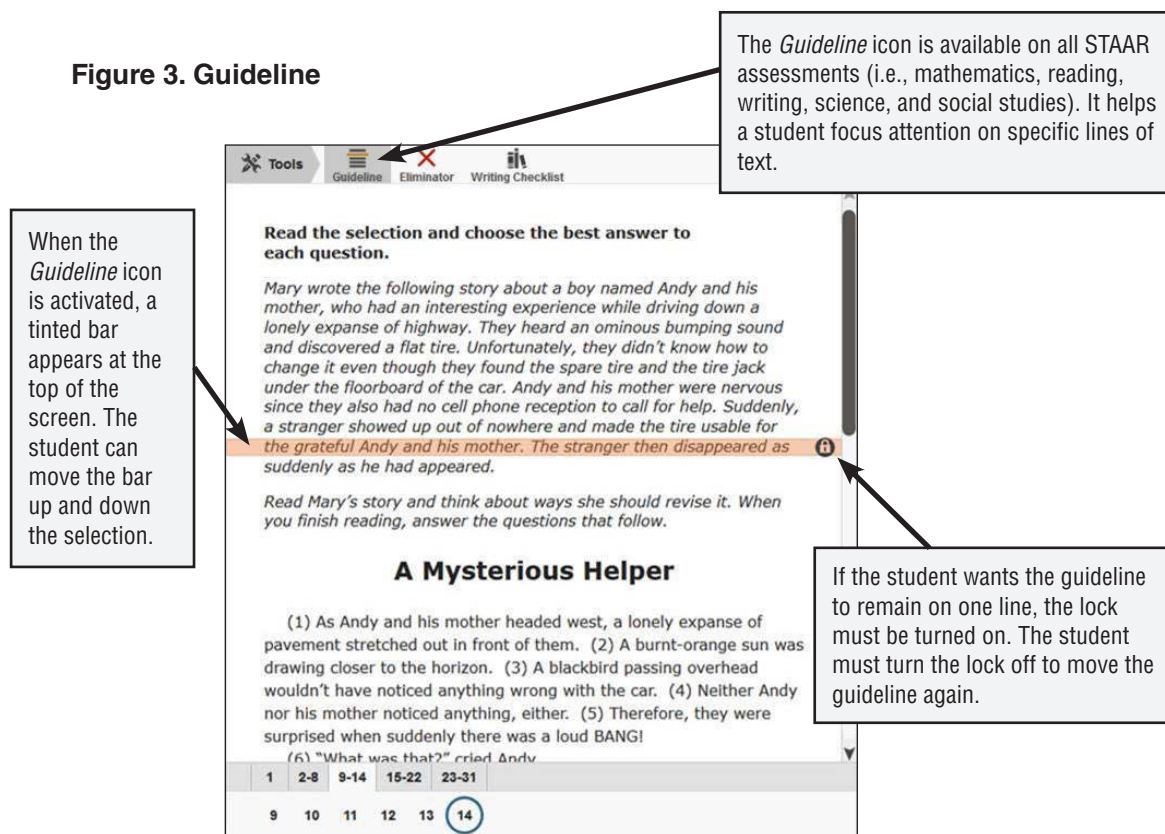 Figure 3. Guideline
The Guideline icon is available on all STAAR
assessments (i.e., mathematics, reading,
writing, science, and social studies). It helps
a student focus attention on specific lines of
text.
Tools
Guideline
Eliminator
Writing Checklist
When the
Guideline icon
is activated, a
tinted bar
appears at the
top of the
screen. The
student can
move the bar
up and down
the selection.
Read the selection and choose the best answer to
each question.
Mary wrote the following story about a boy named Andy and his
mother, who had an interesting experience while driving down a
lonely expanse of highway. They heard an ominous bumping sound
and discovered a flat tire. Unfortunately, they didn't know how to
change it even though they found the spare tire and the tire jack
under the floorboard of the car. Andy and his mother were nervous
since they also had no cell phone reception to call for help. Suddenly,
a stranger showed up out of nowhere and made the tire usable for
the grateful Andy and his mother. The stranger then disappeared as
suddenly as he had appeared.
Read Mary's story and think about ways she should revise it. When
you finish reading, answer the questions that follow.
A Mysterious Helper
(1) As Andy and his mother headed west, a lonely expanse of
pavement stretched out in front of them. (2) A burnt-orange sun was
drawing closer to the horizon. (3) A blackbird passing overhead
wouldn't have noticed anything wrong with the car. (4) Neither Andy
nor his mother noticed anything, either. (5) Therefore, they were
surprised when suddenly there was a loud BANG!
(6) "What was that?" cried Andy.
If the student wants the guideline
to remain on one line, the lock
must be turned on. The student
must turn the lock off to move the
guideline again.
1 2-8 9-14 15-22 23-31
9 10 11 12 13 14